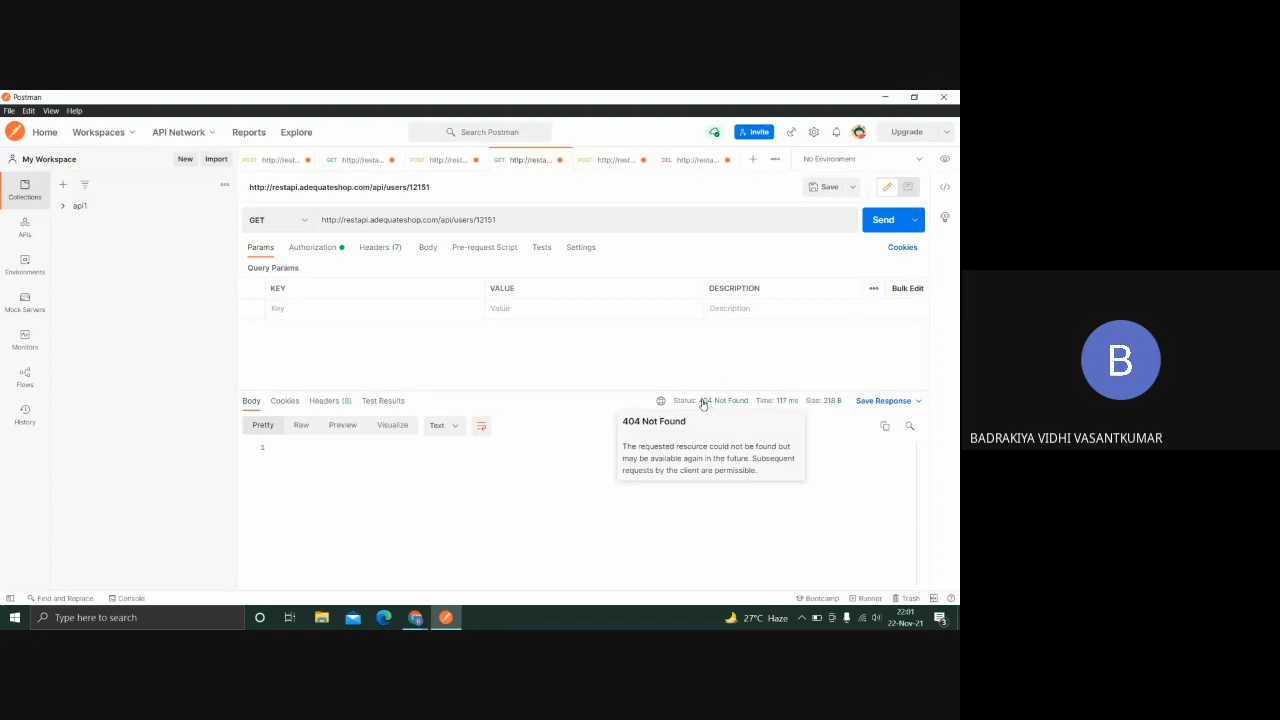 Postman
File Edit View Help
Home Workspaces API Network Reports Explore Search Postman Invite Upgrade
My Workspace New Import POST http://rest... GET http://resta... POST http://rest... GET http://resta... POST http://rest... DEL http://resta... No Environment
Collections
APIs
Environments
Mock Servers
Monitors
Flows
History
api1
http://restapi.adequateshop.com/api/users/12151 Save
GET http://restapi.adequateshop.com/api/users/12151 Send
Params Authorization Headers (7) Body Pre-request Script Tests Settings Cookies
Query Params
KEY VALUE DESCRIPTION Bulk Edit
Key Value Description
Body Cookies Headers (8) Test Results Status: 404 Not Found Time: 117 ms Size: 218 B Save Response
Pretty Raw Preview Visualize Text
404 Not Found
The requested resource could not be found but
may be available again in the future. Subsequent
requests by the client are permissible.
1
Find and Replace Console Bootcamp Runner Trash
Type here to search 27°C Haze 22:01
22-Nov-21
3
B
BADRAKIYA VIDHI VASANTKUMAR